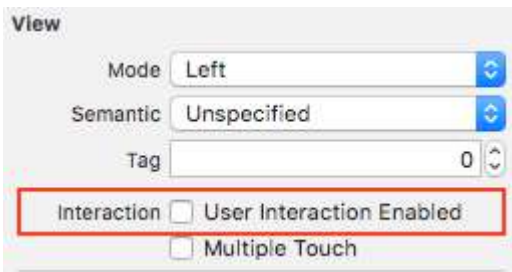 View
Mode Left
Semantic Unspecified
Tag 0
Interaction User Interaction Enabled
Multiple Touch